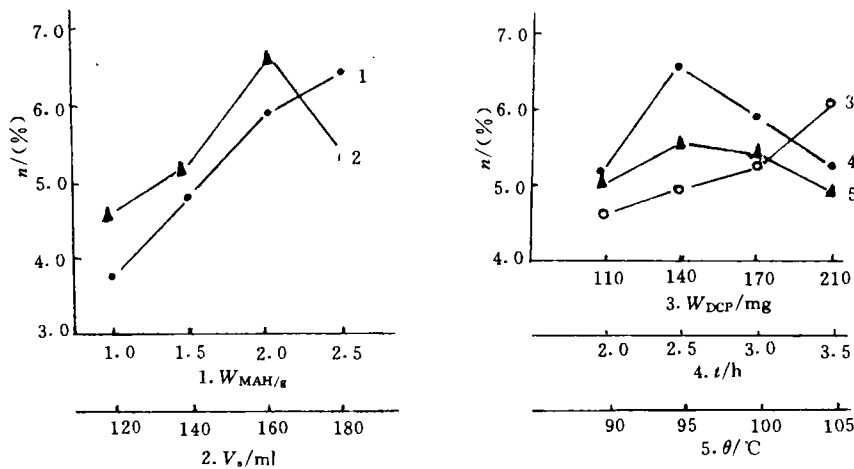 n/(%)
7.0
6.0
5.0
4.0
3.0
1
2
1.0 1.5 2.0 2.5
1. W_MAH/g
120 140 160 180
2. V_s/ml
n/(%)
7.0
6.0
5.0
4.0
3
4
5
110 140 170 210
3. W_DCP/mg
2.0 2.5 3.0 3.5
4. t/h
90 95 100 105
5. θ/℃